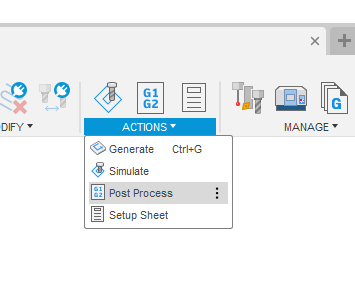 G1
G2
G
DIFY ▾
ACTIONS ▾
MANAGE ▾
Generate Ctrl+G
Simulate
G1
G2
Post Process
Setup Sheet